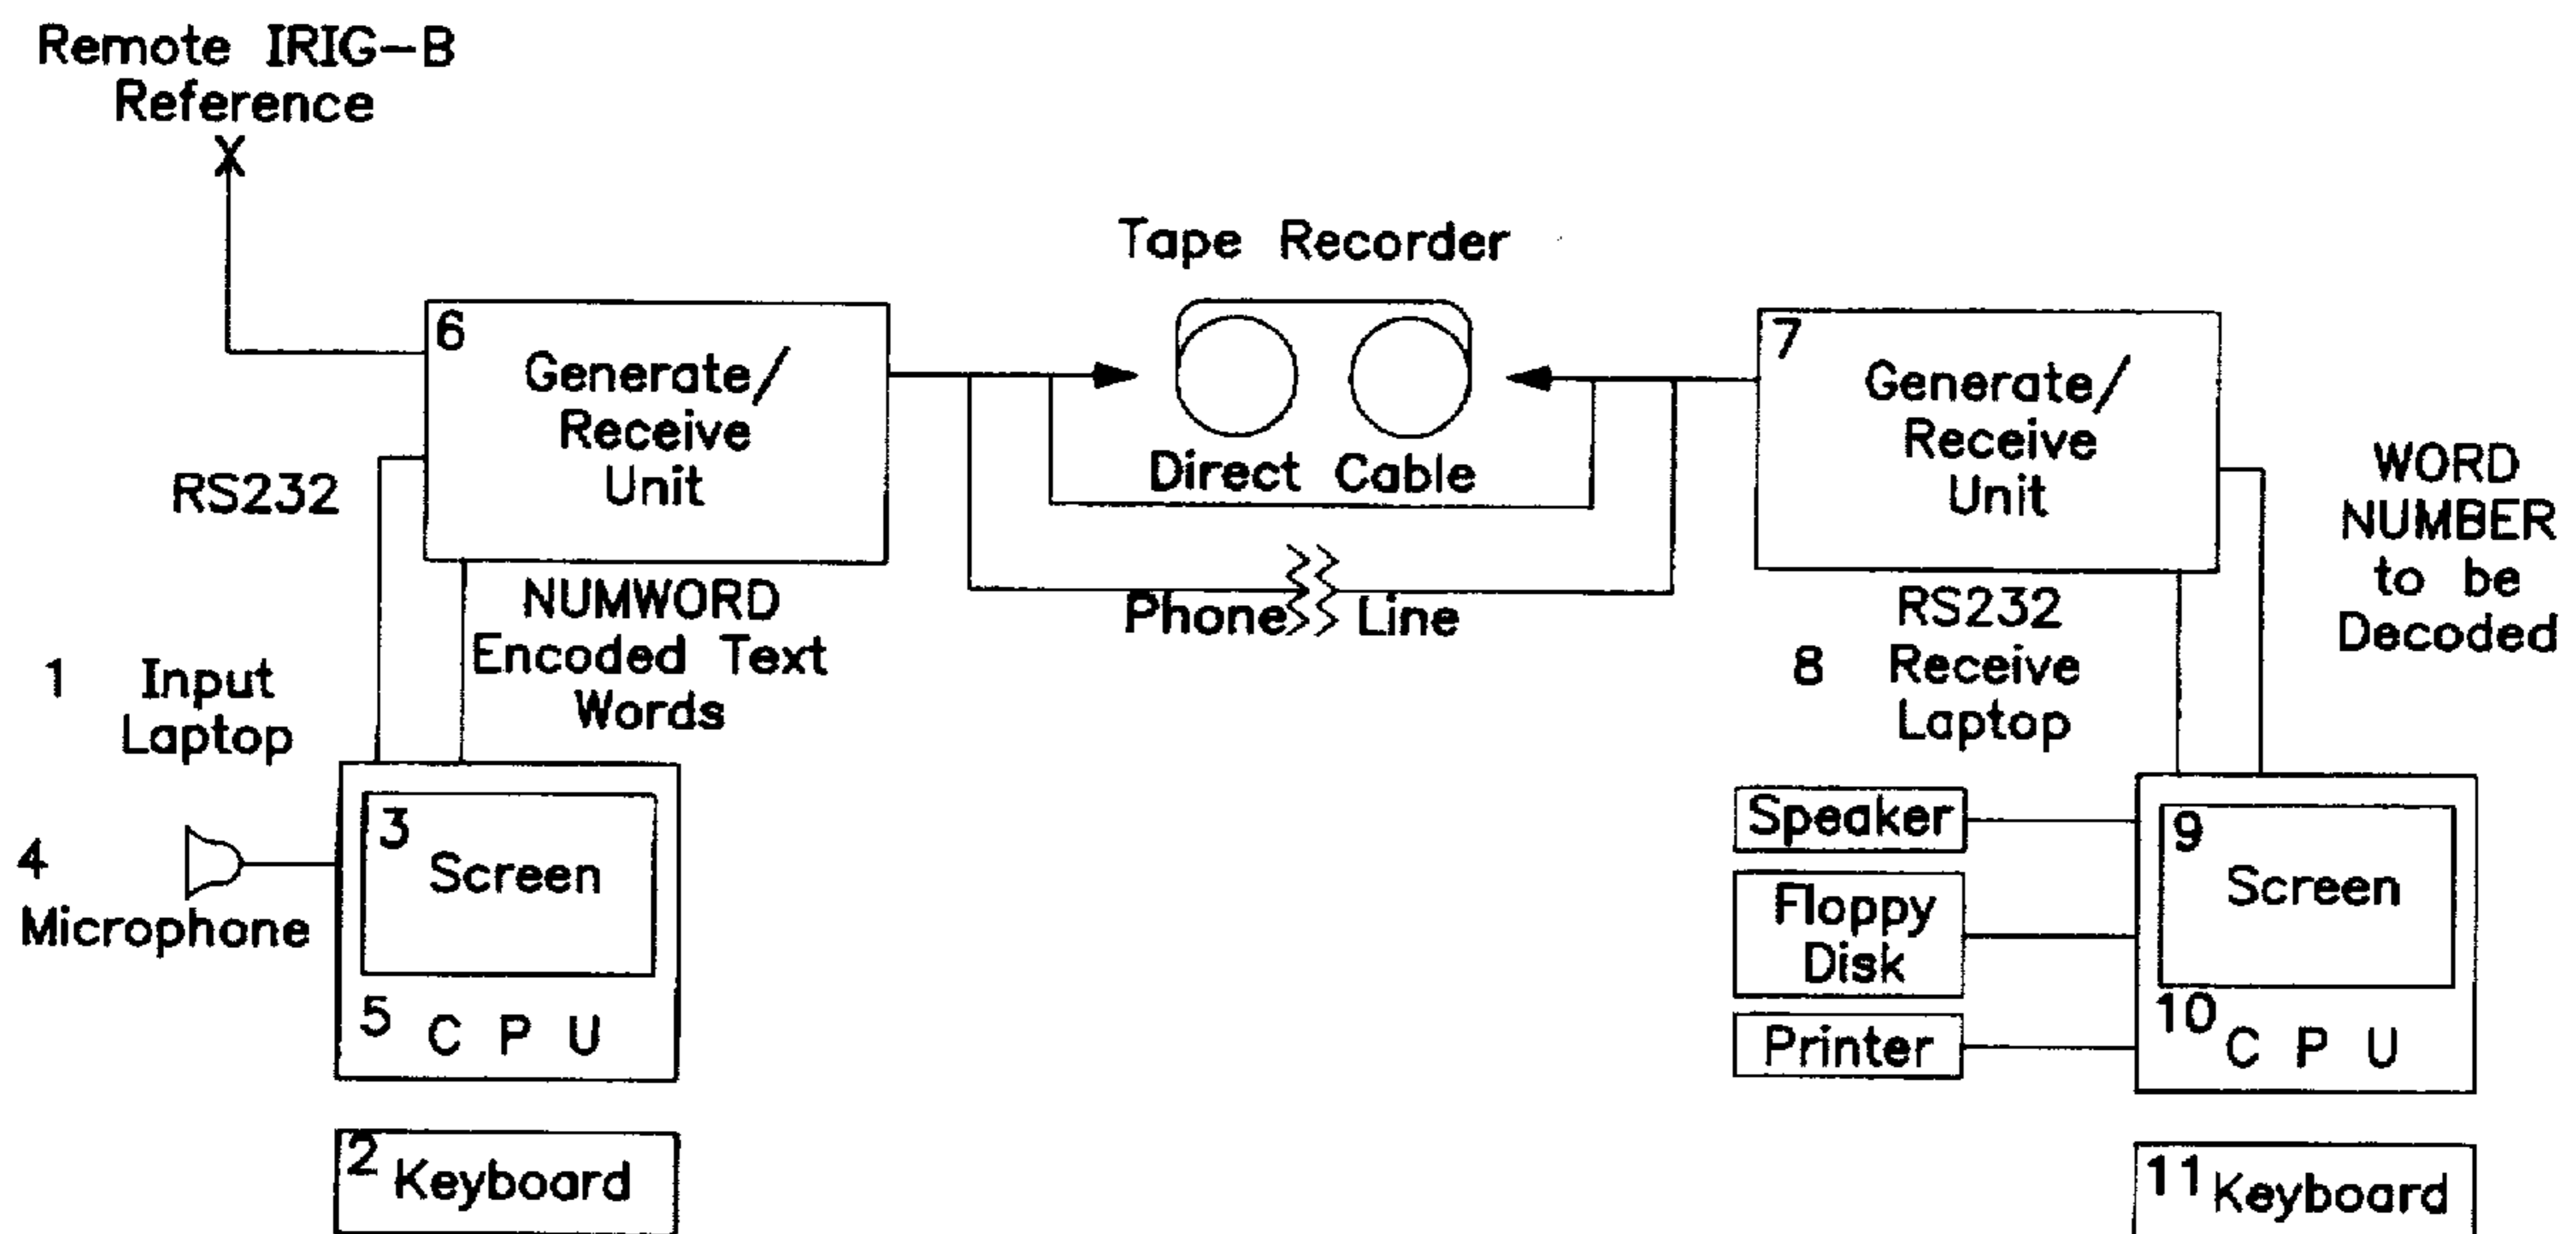 Remote IRIG-B
Reference
X
6
Generate/
Receive
Unit
RS232
NUMWORD
Encoded Text
Words
1 Input
Laptop
4
Microphone
3
Screen
5 C P U
2 Keyboard
Tape Recorder
Direct Cable
Phone Line
7
Generate/
Receive
Unit
WORD
NUMBER
to be
Decoded
RS232
8 Receive
Laptop
Speaker
Floppy
Disk
Printer
9
Screen
10 C P U
11 Keyboard